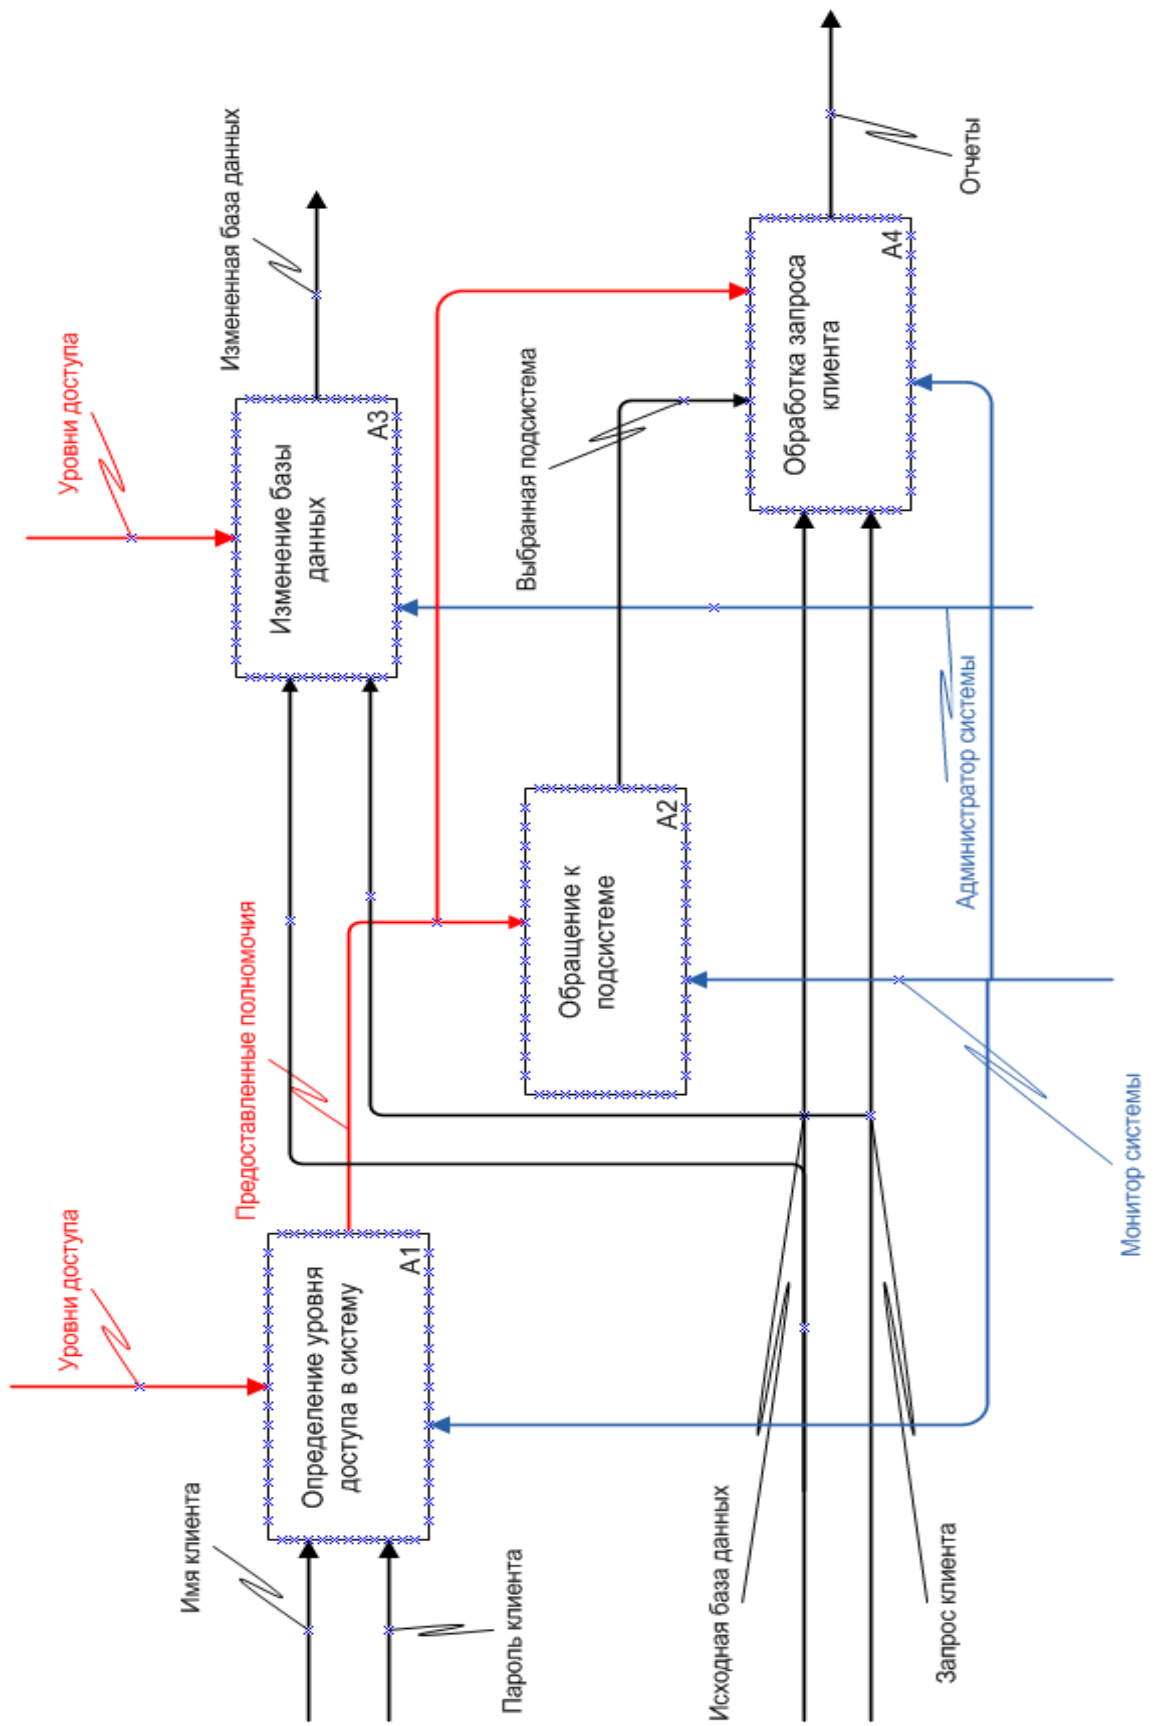 Уровни доступа
Имя клиента
Пароль клиента
Определение уровня
доступа в систему
A1
Предоставленные полномочия
Уровни доступа
Изменение базы
данных
A3
Измененная база данных
Обращение к
подсистеме
A2
Выбранная подсистема
Обработка запроса
клиента
A4
Отчеты
Исходная база данных
Запрос клиента
Администратор системы
Монитор системы